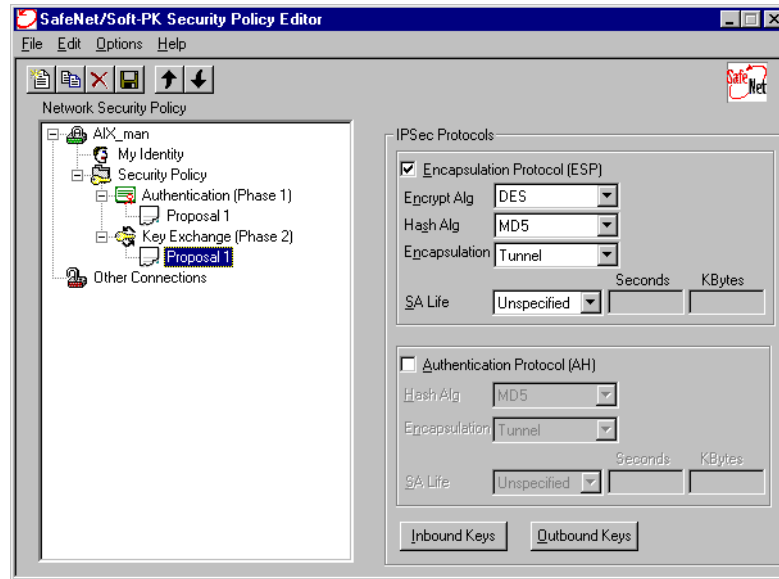 SafeNet/Soft-PK Security Policy Editor
File Edit Options Help
Safe Net
Network Security Policy
AIX_man
My Identity
Security Policy
Authentication (Phase 1)
Proposal 1
Key Exchange (Phase 2)
Proposal 1
Other Connections
IPSec Protocols
Encapsulation Protocol (ESP)
Encrypt Alg DES
Hash Alg MD5
Encapsulation Tunnel
Seconds KBytes
SA Life Unspecified
Authentication Protocol (AH)
Hash Alg MD5
Encapsulation Tunnel
Seconds KBytes
SA Life Unspecified
Inbound Keys Outbound Keys